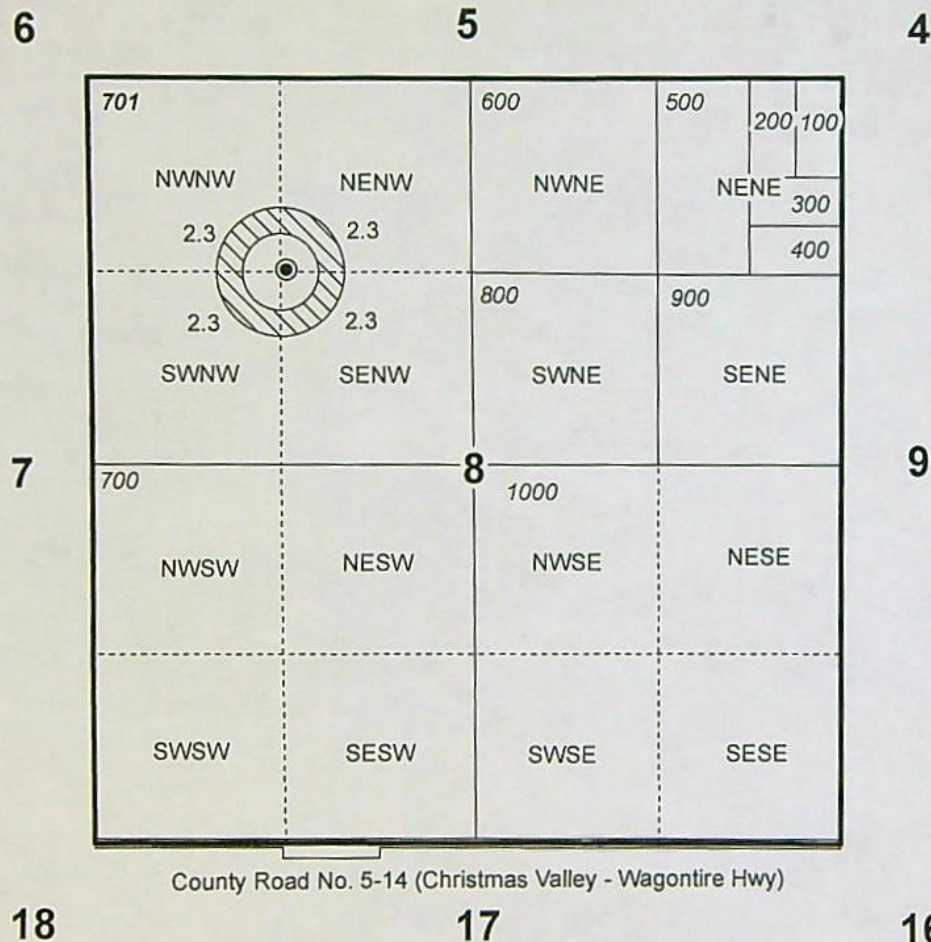 6 5 4
701 600 500 200 100
NWNW NENW NWNE NENE
300
2.3 2.3
400
800 900
2.3 2.3
SWNW SENW SWNE SENE
7 8 9
700 1000
NWSW NESW NWSE NESE
SWSW SESW SWSE SESE
County Road No. 5-14 (Christmas Valley - Wagontire Hwy)
18 17 16